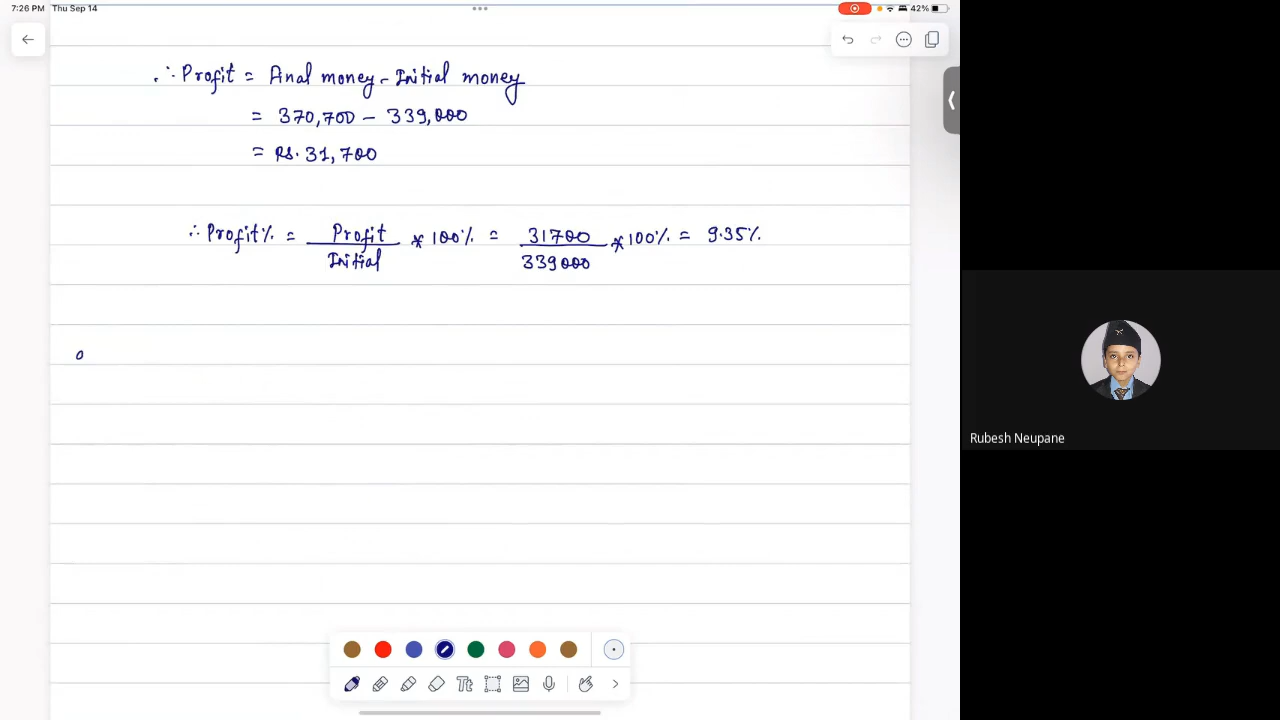 7:26 PM Thu Sep 14
42%
∴ Profit = Final money - Initial money
= 370,700 - 339,000
= Rs. 31,700
∴ Profit% = Profit/Initial * 100% = 31700/339000 * 100% = 9.35%
Rubesh Neupane
Tt